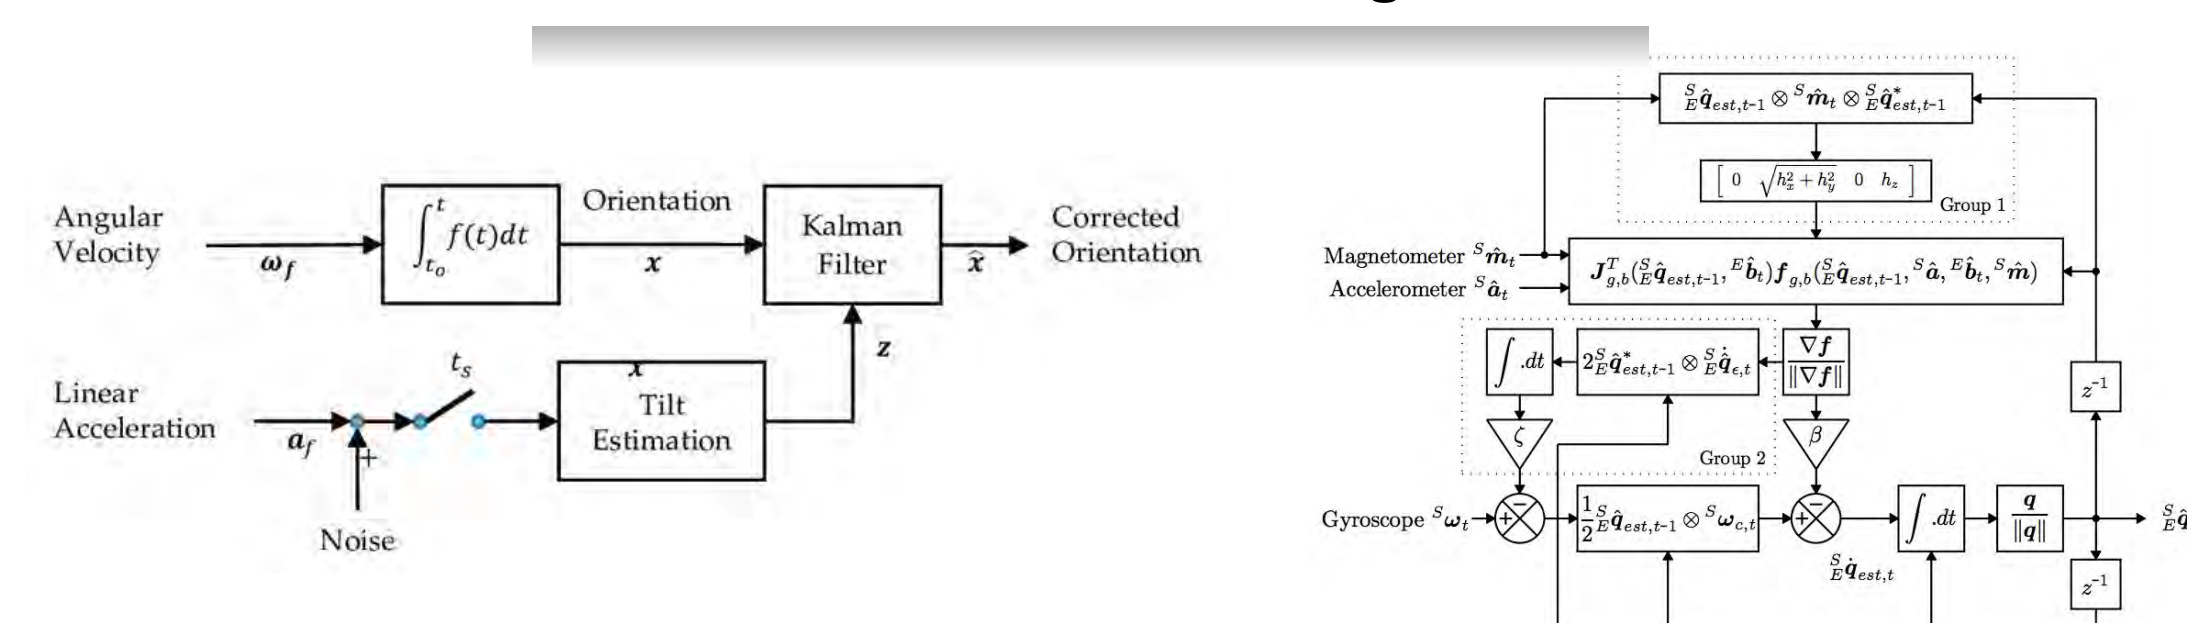 Angular
Velocity
ω_f
∫_{t_o}^{t} f(t)dt
Orientation
x
Kalman
Filter
x̂
Corrected
Orientation
z
Linear
Acceleration
a_f
+
Noise
t_s
x
Tilt
Estimation
^S_E q̂_{est,t-1} ⊗ ^S m̂_t ⊗ ^S_E q̂*_{est,t-1}
[ 0 √(h_x^2 + h_y^2) 0 h_z ]
Group 1
Magnetometer ^S m̂_t
Accelerometer ^S â_t
J^T_{g,b}(^S_E q̂_{est,t-1}, ^E b̂_t) f_{g,b}(^S_E q̂_{est,t-1}, ^S â, ^E b̂_t, ^S m̂)
∫ .dt
2 ^S_E q̂*_{est,t-1} ⊗ ^S_E q̂̇_{ϵ,t}
∇f / ‖∇f‖
z^{-1}
ζ
β
Group 2
Gyroscope ^S ω_t
+ −
1/2 ^S_E q̂_{est,t-1} ⊗ ^S ω_{c,t}
+ −
∫ .dt
q / ‖q‖
^S_E q̂
^S_E q̇_{est,t}
z^{-1}